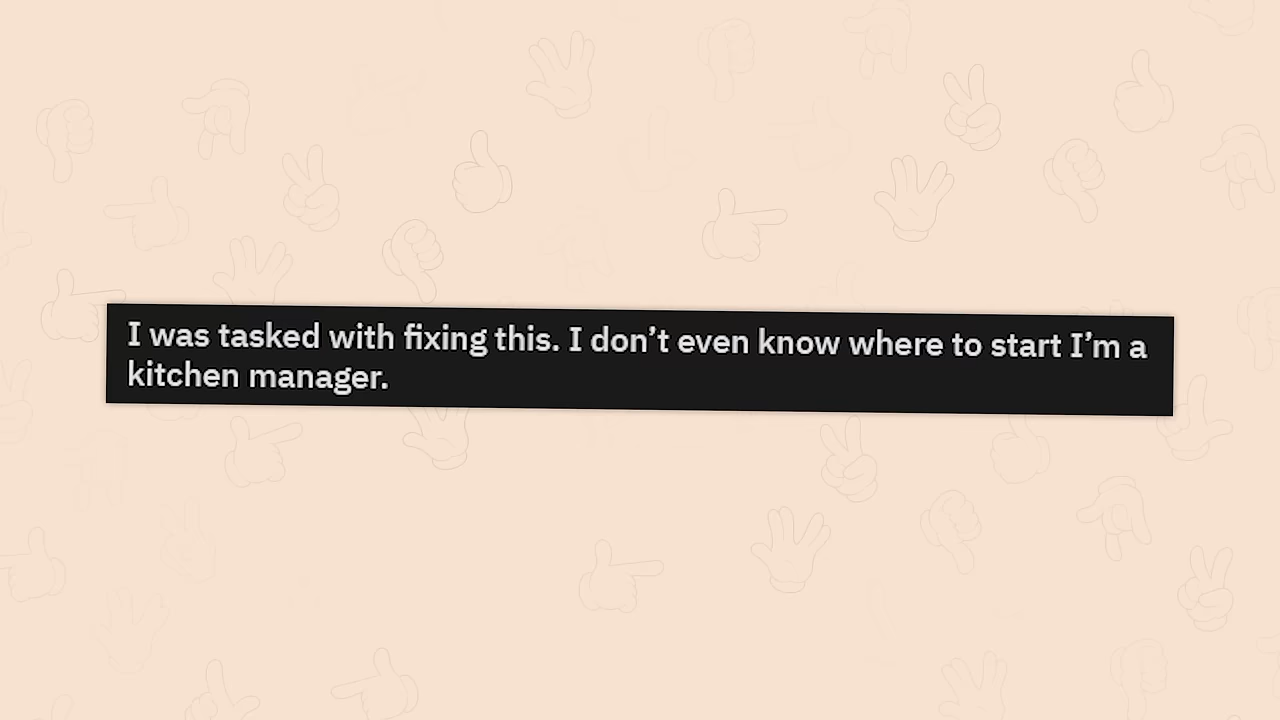 I was tasked with fixing this. I don’t even know where to start I’m a
kitchen manager.